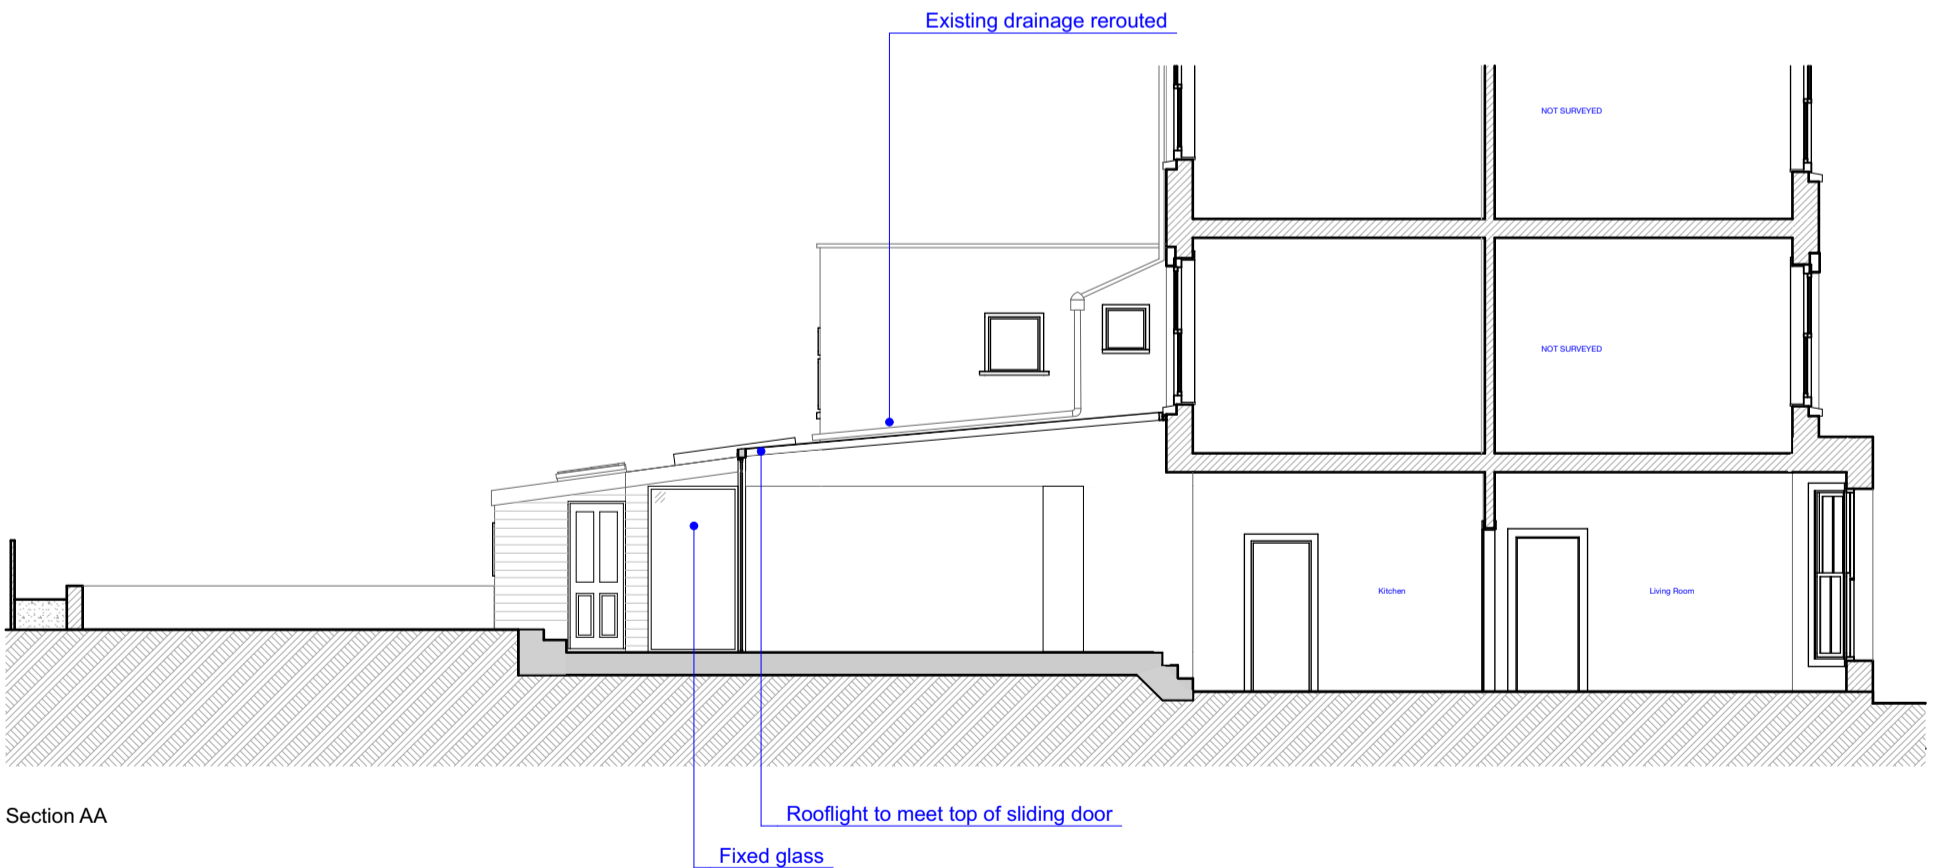 Existing drainage rerouted
NOT SURVEYED
NOT SURVEYED
Kitchen
Living Room
Section AA
Rooflight to meet top of sliding door
Fixed glass